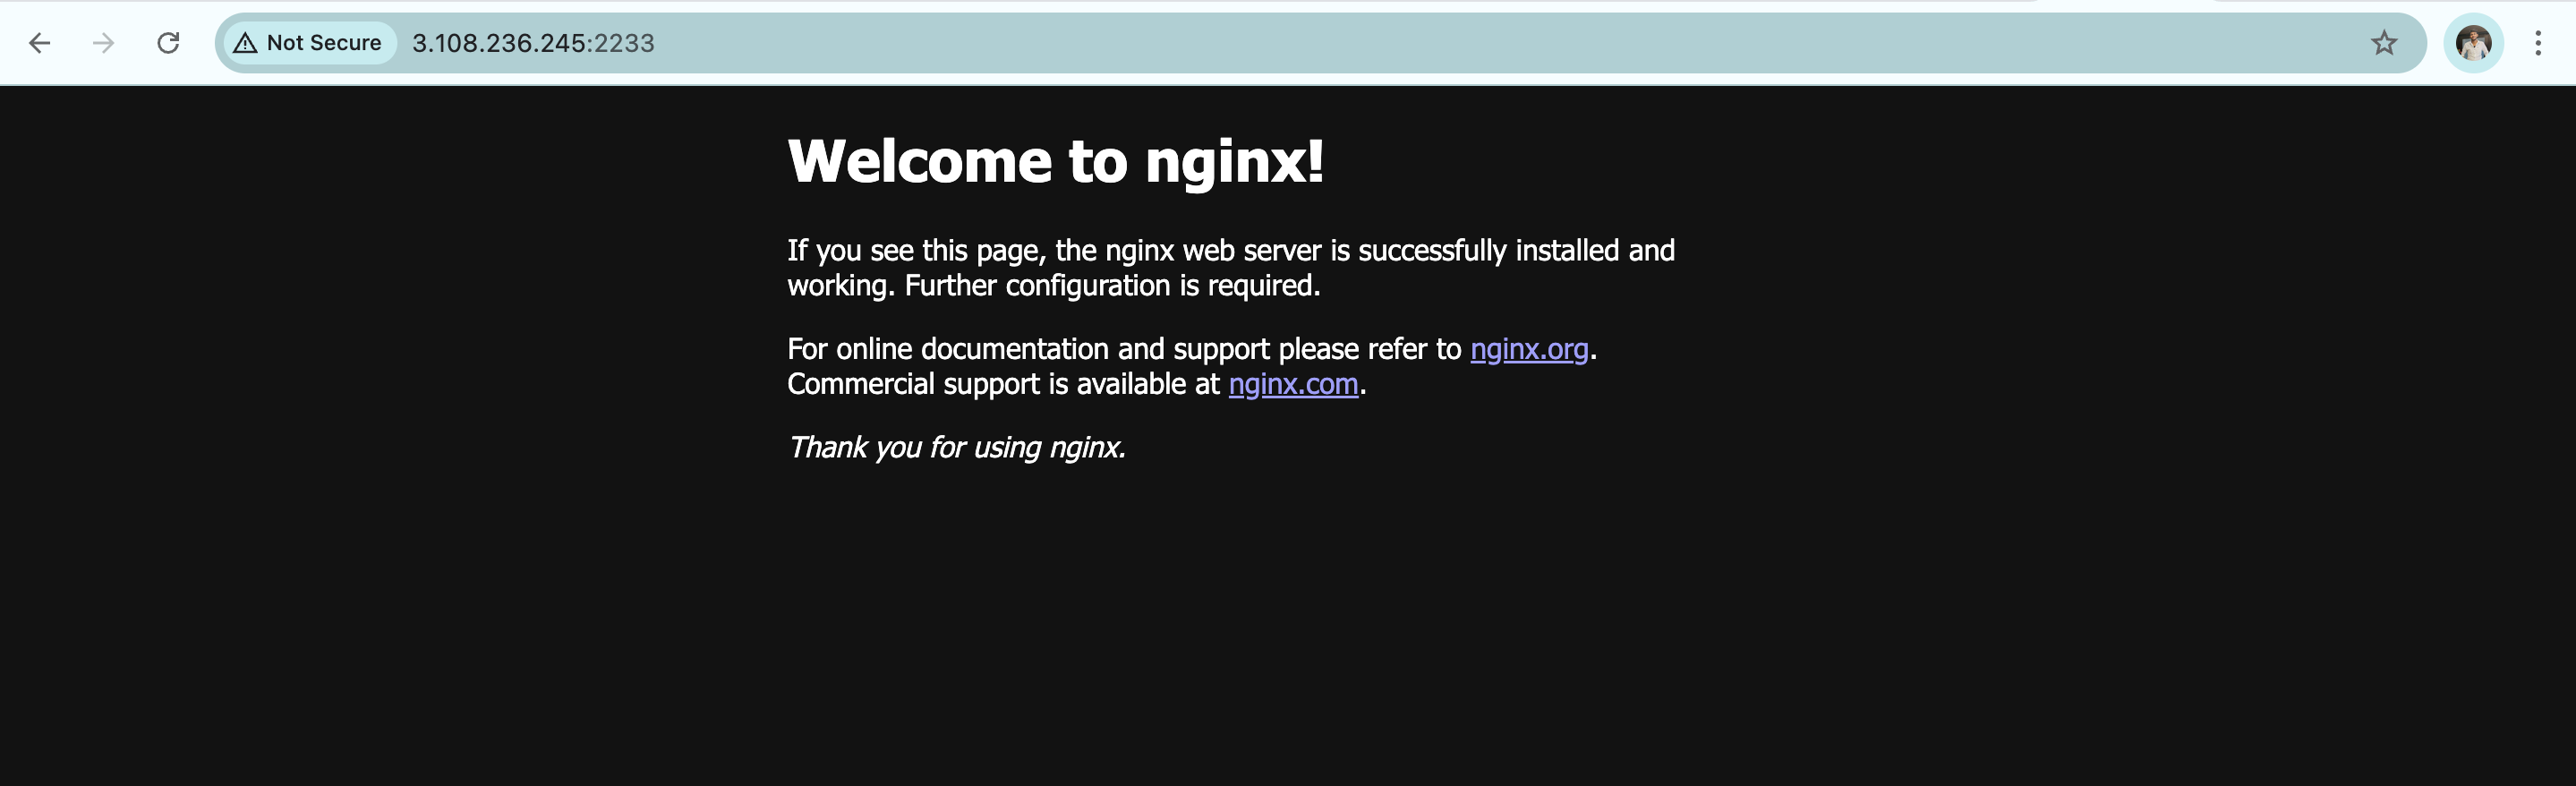 Not Secure 3.108.236.245:2233
Welcome to nginx!
If you see this page, the nginx web server is successfully installed and
working. Further configuration is required.
For online documentation and support please refer to nginx.org.
Commercial support is available at nginx.com.
Thank you for using nginx.